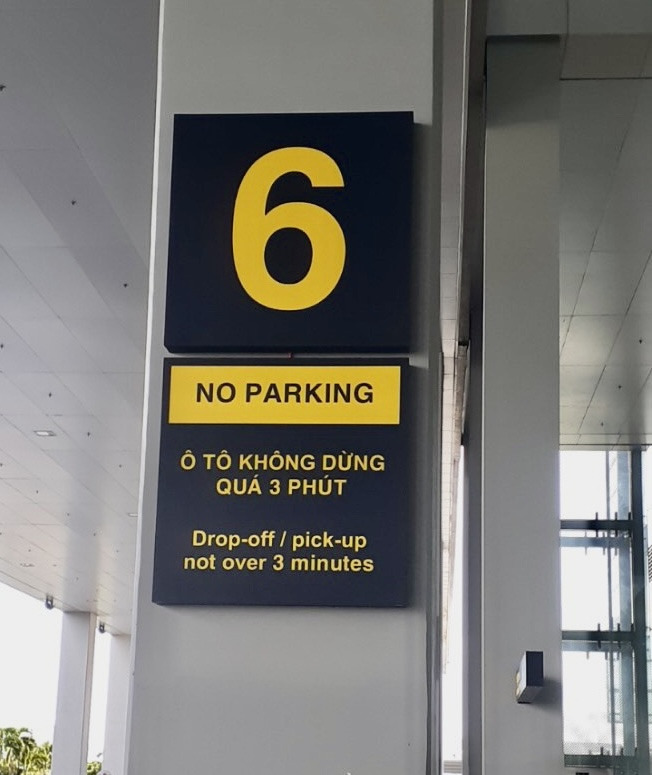 6
NO PARKING
Ô TÔ KHÔNG DỪNG
QUÁ 3 PHÚT
Drop-off / pick-up
not over 3 minutes